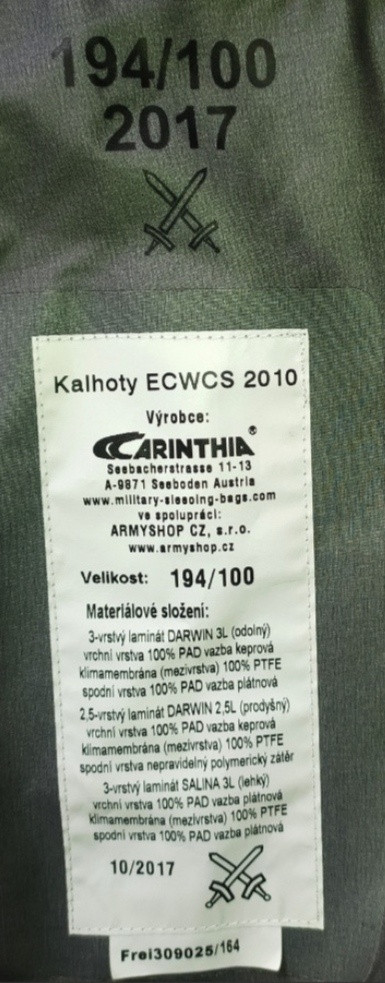 194/100
2017
Kalhoty ECWCS 2010
Výrobce:
CARINTHIA®
Seebacherstrasse 11-13
A-9871 Seeboden Austria
www.military-sleeping-bags.com
ve spolupráci:
ARMYSHOP CZ, s.r.o.
www.armyshop.cz
Velikost: 194/100
Materiálové složení:
3-vrstvý laminát DARWIN 3L (odolný)
vrchní vrstva 100% PAD vazba keprová
klimamembrána (mezivrstva) 100% PTFE
spodní vrstva 100% PAD vazba plátnová
2,5-vrstvý laminát DARWIN 2,5L (prodyšný)
vrchní vrstva 100% PAD vazba keprová
klimamembrána (mezivrstva) 100% PTFE
spodní vrstva nepravidelný polymerický zátěr
3-vrstvý laminát SALINA 3L (lehký)
vrchní vrstva 100% PAD vazba plátnová
klimamembrána (mezivrstva) 100% PTFE
spodní vrstva 100% PAD vazba plátnová
10/2017
Frei309025/164